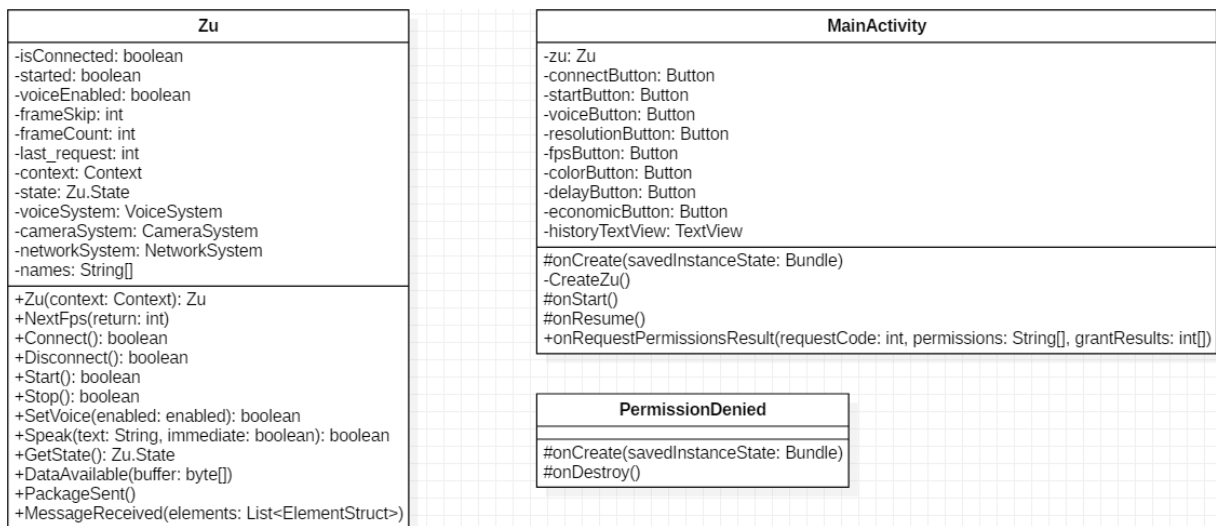 Zu
-isConnected: boolean
-started: boolean
-voiceEnabled: boolean
-frameSkip: int
-frameCount: int
-last_request: int
-context: Context
-state: Zu.State
-voiceSystem: VoiceSystem
-cameraSystem: CameraSystem
-networkSystem: NetworkSystem
-names: String[]
+Zu(context: Context): Zu
+NextFps(return: int)
+Connect(): boolean
+Disconnect(): boolean
+Start(): boolean
+Stop(): boolean
+SetVoice(enabled: enabled): boolean
+Speak(text: String, immediate: boolean): boolean
+GetState(): Zu.State
+DataAvailable(buffer: byte[])
+PackageSent()
+MessageReceived(elements: List<ElementStruct>)
MainActivity
-zu: Zu
-connectButton: Button
-startButton: Button
-voiceButton: Button
-resolutionButton: Button
-fpsButton: Button
-colorButton: Button
-delayButton: Button
-economicButton: Button
-historyTextView: TextView
#onCreate(savedInstanceState: Bundle)
-CreateZu()
#onStart()
#onResume()
+onRequestPermissionsResult(requestCode: int, permissions: String[], grantResults: int[])
PermissionDenied
#onCreate(savedInstanceState: Bundle)
#onDestroy()